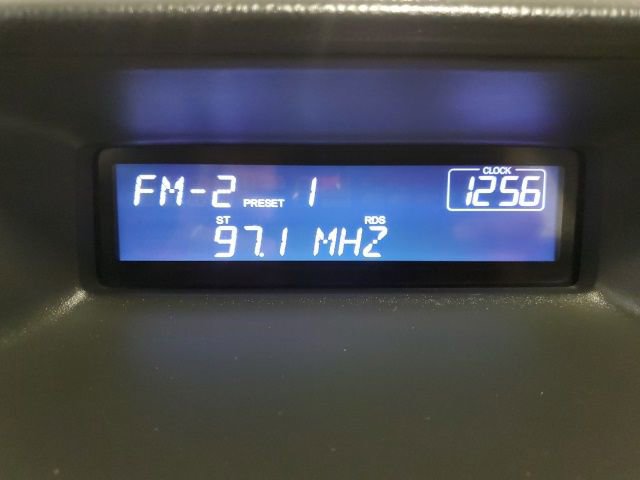 CLOCK
FM-2 PRESET 1 1256
ST RDS
97.1 MHZ